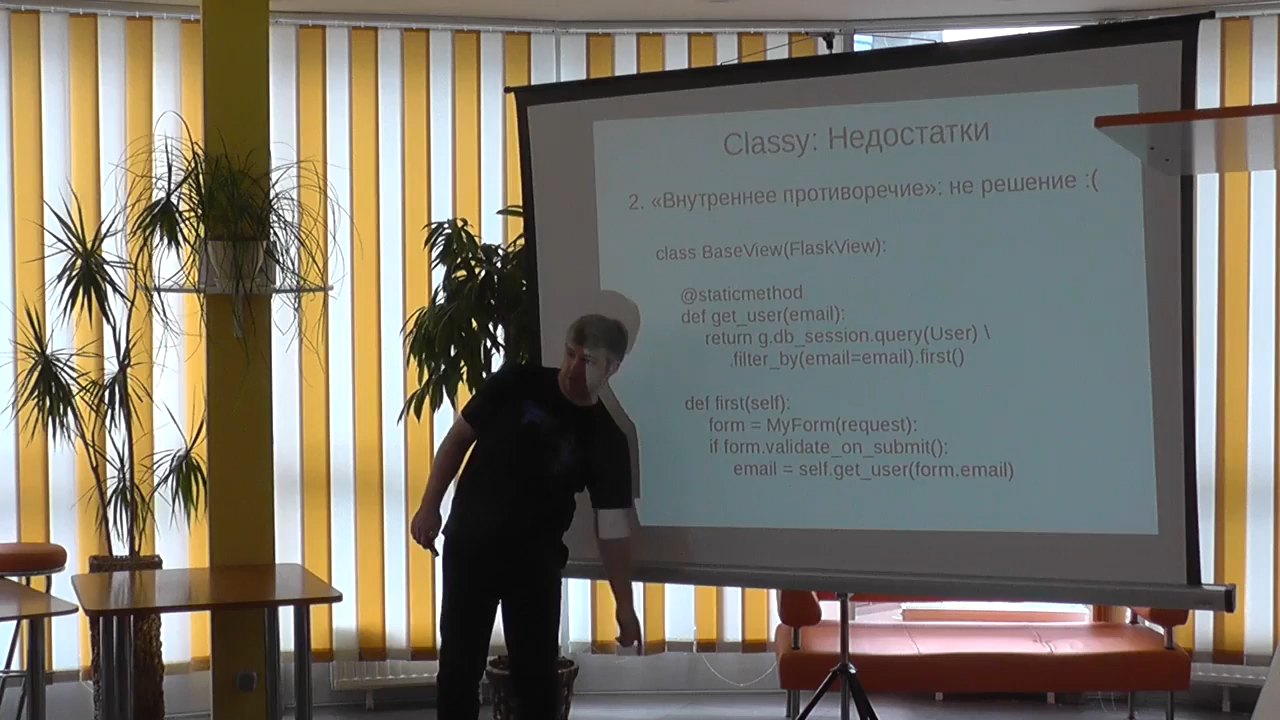 Classy: Недостатки
2. «Внутреннее противоречие»: не решение :(
class BaseView(FlaskView):
@staticmethod
def get_user(email):
return g.db_session.query(User) \
.filter_by(email=email).first()
def first(self):
form = MyForm(request):
if form.validate_on_submit():
email = self.get_user(form.email)